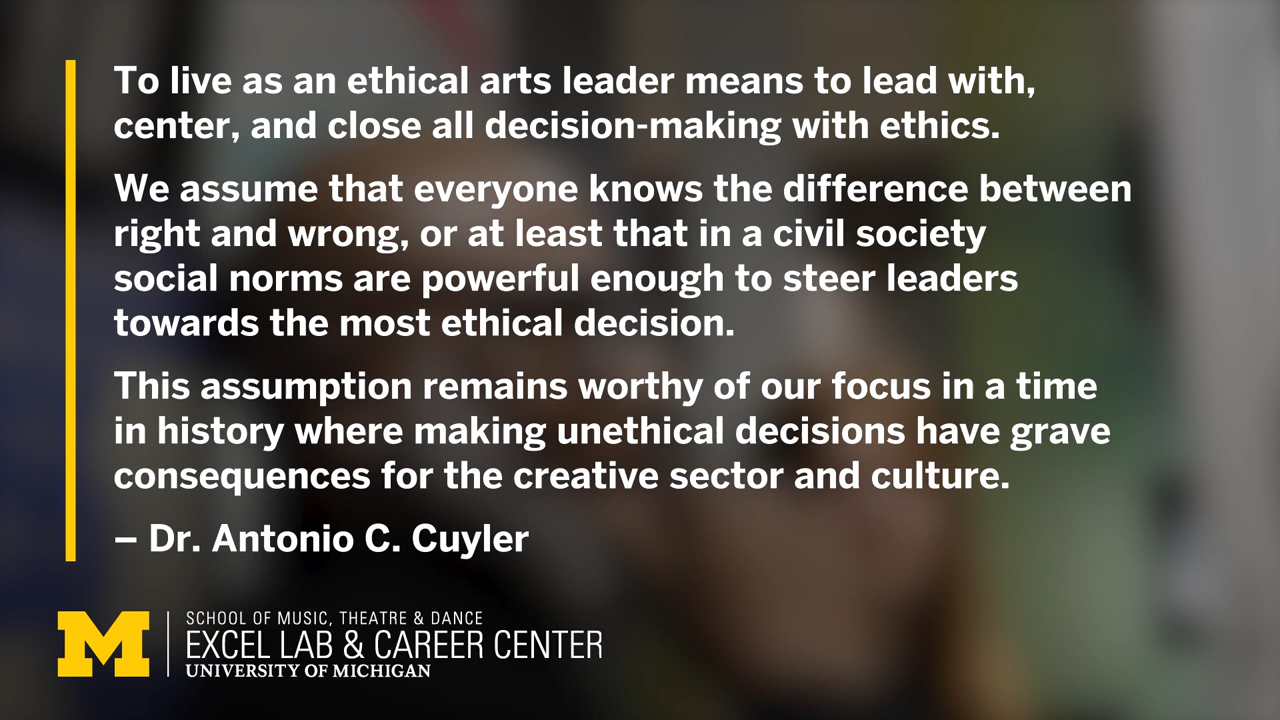 To live as an ethical arts leader means to lead with,
center, and close all decision-making with ethics.
We assume that everyone knows the difference between
right and wrong, or at least that in a civil society
social norms are powerful enough to steer leaders
towards the most ethical decision.
This assumption remains worthy of our focus in a time
in history where making unethical decisions have grave
consequences for the creative sector and culture.
– Dr. Antonio C. Cuyler
M
SCHOOL OF MUSIC, THEATRE & DANCE
EXCEL LAB & CAREER CENTER
UNIVERSITY OF MICHIGAN